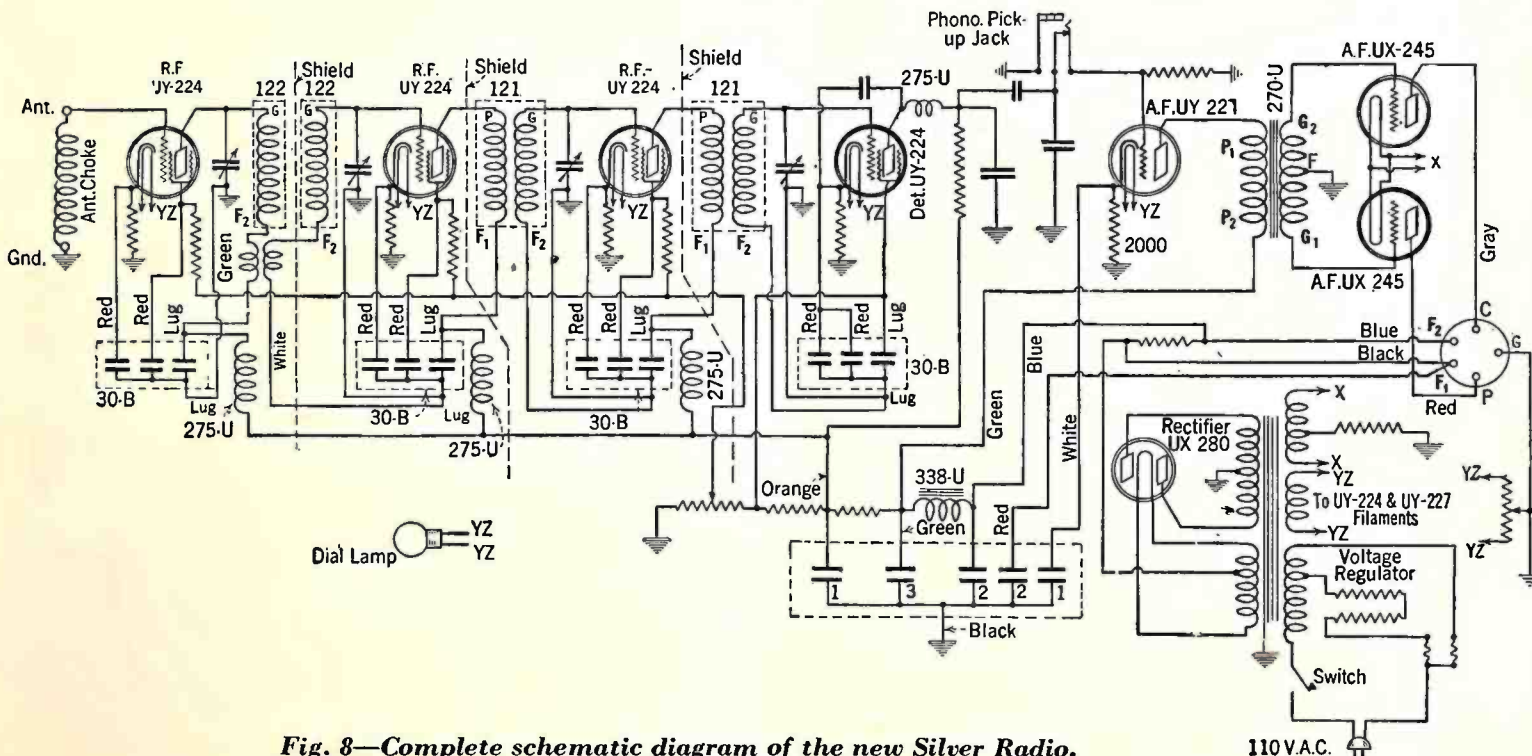 Phono. Pick-
up Jack
A.F.UX-245
R.F
'JY-224
Shield
122
122
R.F.
UY 224
Shield
121
R.F.-
UY 224
Shield
121
275-U
A.F.UY 227
270-U
Ant.
Ant.Choke
Gnd.
G
G
P
G
P
G
Det.UY-224
P1
P2
G2
F
G1
X
YZ
YZ
YZ
YZ
F2
F2
F1
F2
F1
F2
2000
A.F.UX 245
Gray
Green
Red
Red
Lug
White
Red
Red
Lug
Red
Red
Lug
Red
Red
Lug
Blue
Green
White
Blue
Black
F2
C
G
F1
P
Red
30-B
Lug
275-U
30-B
Lug
275-U
30-B
275-U
30-B
Lug
Orange
338-U
Green
Red
Rectifier
UX 280
X
X
YZ
To UY-224 & UY-227
Filaments
YZ
YZ
YZ
Voltage
Regulator
Dial Lamp
YZ
YZ
1
3
2
2
1
Black
Switch
110 V.A.C.
Fig. 8—Complete schematic diagram of the new Silver Radio.